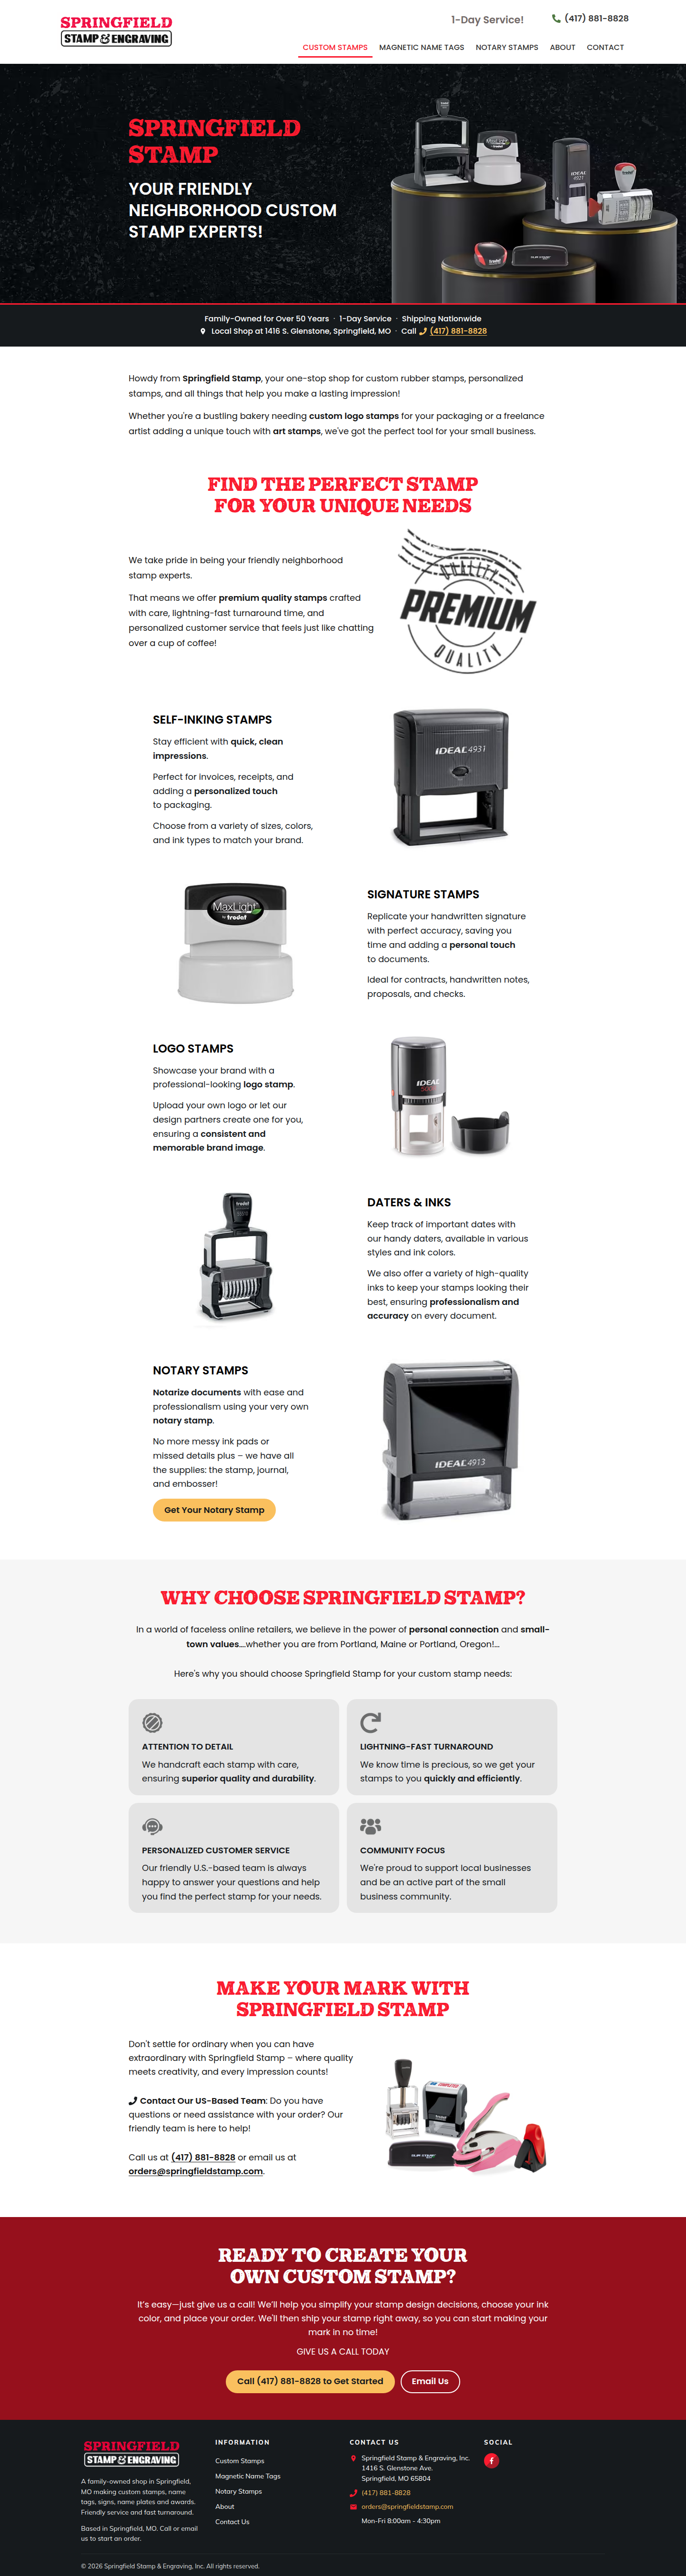 SPRINGFIELD
STAMP & ENGRAVING
1-Day Service!
(417) 881-8828
CUSTOM STAMPS MAGNETIC NAME TAGS NOTARY STAMPS ABOUT CONTACT
SPRINGFIELD
STAMP
YOUR FRIENDLY
NEIGHBORHOOD CUSTOM
STAMP EXPERTS!
Family-Owned for Over 50 Years · 1-Day Service · Shipping Nationwide
Local Shop at 1416 S. Glenstone, Springfield, MO · Call (417) 881-8828
Howdy from Springfield Stamp, your one-stop shop for custom rubber stamps, personalized
stamps, and all things that help you make a lasting impression!
Whether you're a bustling bakery needing custom logo stamps for your packaging or a freelance
artist adding a unique touch with art stamps, we've got the perfect tool for your small business.
FIND THE PERFECT STAMP
FOR YOUR UNIQUE NEEDS
We take pride in being your friendly neighborhood
stamp experts.
That means we offer premium quality stamps crafted
with care, lightning-fast turnaround time, and
personalized customer service that feels just like chatting
over a cup of coffee!
QUALITY
PREMIUM
QUALITY
SELF-INKING STAMPS
Stay efficient with quick, clean
impressions.
Perfect for invoices, receipts, and
adding a personalized touch
to packaging.
Choose from a variety of sizes, colors,
and ink types to match your brand.
IDEAL 4931
MaxLight
by trodat
SIGNATURE STAMPS
Replicate your handwritten signature
with perfect accuracy, saving you
time and adding a personal touch
to documents.
Ideal for contracts, handwritten notes,
proposals, and checks.
LOGO STAMPS
Showcase your brand with a
professional-looking logo stamp.
Upload your own logo or let our
design partners create one for you,
ensuring a consistent and
memorable brand image.
IDEAL
trodat
DATERS & INKS
Keep track of important dates with
our handy daters, available in various
styles and ink colors.
We also offer a variety of high-quality
inks to keep your stamps looking their
best, ensuring professionalism and
accuracy on every document.
NOTARY STAMPS
Notarize documents with ease and
professionalism using your very own
notary stamp.
No more messy ink pads or
missed details plus – we have all
the supplies: the stamp, journal,
and embosser!
Get Your Notary Stamp
IDEAL 4913
WHY CHOOSE SPRINGFIELD STAMP?
In a world of faceless online retailers, we believe in the power of personal connection and small-
town values....whether you are from Portland, Maine or Portland, Oregon!...
Here's why you should choose Springfield Stamp for your custom stamp needs:
ATTENTION TO DETAIL
We handcraft each stamp with care,
ensuring superior quality and durability.
LIGHTNING-FAST TURNAROUND
We know time is precious, so we get your
stamps to you quickly and efficiently.
PERSONALIZED CUSTOMER SERVICE
Our friendly U.S.-based team is always
happy to answer your questions and help
you find the perfect stamp for your needs.
COMMUNITY FOCUS
We're proud to support local businesses
and be an active part of the small
business community.
MAKE YOUR MARK WITH
SPRINGFIELD STAMP
Don't settle for ordinary when you can have
extraordinary with Springfield Stamp – where quality
meets creativity, and every impression counts!
Contact Our US-Based Team: Do you have
questions or need assistance with your order? Our
friendly team is here to help!
Call us at (417) 881-8828 or email us at
orders@springfieldstamp.com.
READY TO CREATE YOUR
OWN CUSTOM STAMP?
It's easy—just give us a call! We'll help you simplify your stamp design decisions, choose your ink
color, and place your order. We'll then ship your stamp right away, so you can start making your
mark in no time!
GIVE US A CALL TODAY
Call (417) 881-8828 to Get Started
Email Us
SPRINGFIELD
STAMP & ENGRAVING
A family-owned shop in Springfield,
MO making custom stamps, name
tags, signs, name plates and awards.
Friendly service and fast turnaround.
Based in Springfield, MO. Call or email
us to start an order.
INFORMATION
Custom Stamps
Magnetic Name Tags
Notary Stamps
About
Contact Us
CONTACT US
Springfield Stamp & Engraving, Inc.
1416 S. Glenstone Ave.
Springfield, MO 65804
(417) 881-8828
orders@springfieldstamp.com
Mon-Fri 8:00am - 4:30pm
SOCIAL
© 2026 Springfield Stamp & Engraving, Inc. All rights reserved.